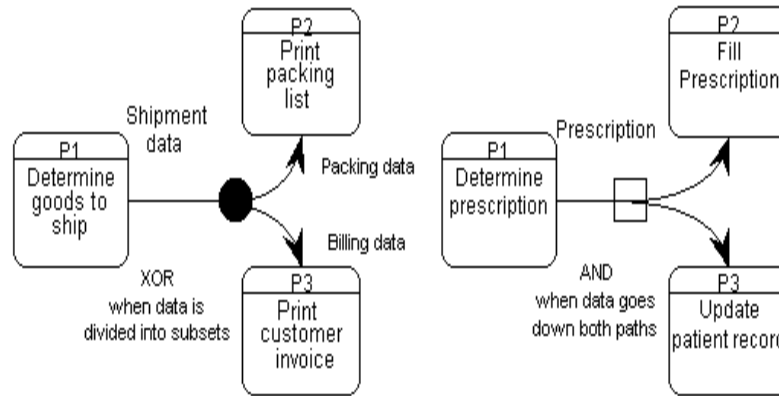 P1
Determine
goods to
ship
Shipment
data
P2
Print
packing
list
Packing data
Billing data
P3
Print
customer
invoice
XOR
when data is
divided into subsets
P1
Determine
prescription
Prescription
P2
Fill
Prescription
P3
Update
patient record
AND
when data goes
down both paths